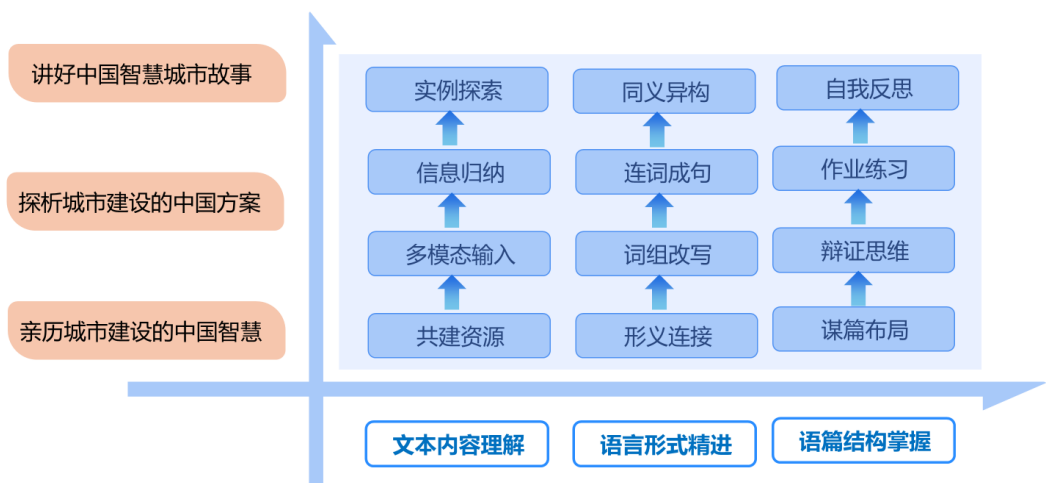 讲好中国智慧城市故事
实例探索
同义异构
自我反思
信息归纳
连词成句
作业练习
探析城市建设的中国方案
多模态输入
词组改写
辩证思维
亲历城市建设的中国智慧
共建资源
形义连接
谋篇布局
文本内容理解
语言形式精进
语篇结构掌握